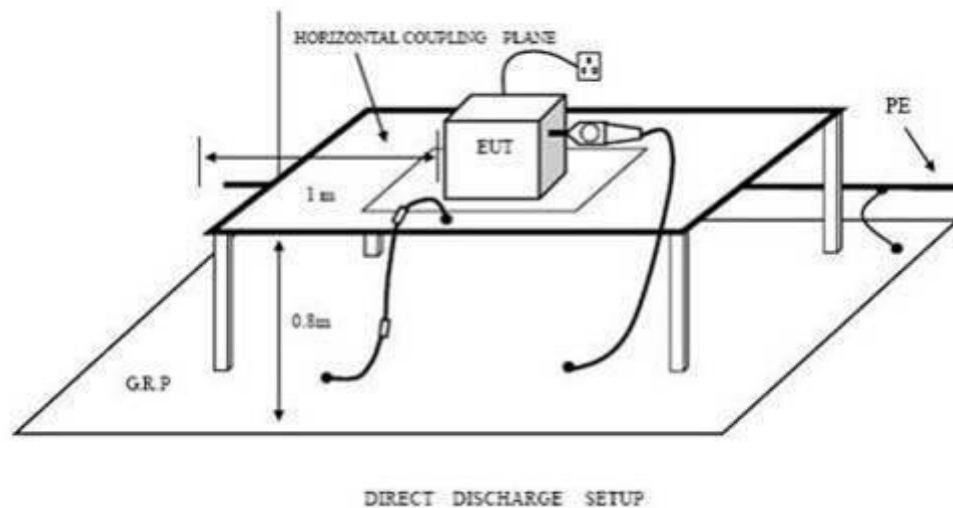 HORIZONTAL COUPLING PLANE
PE
EUT
1 m
0.8m
G.R.P
DIRECT DISCHARGE SETUP